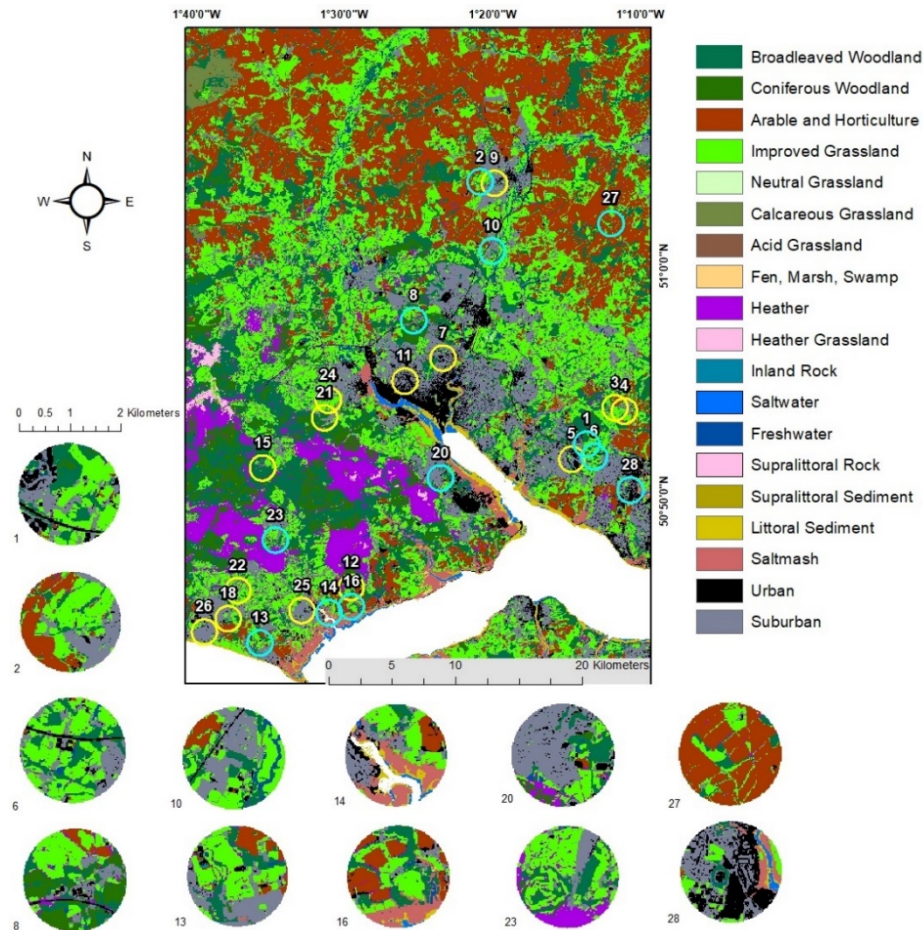 1°40'0"W
1°30'0"W
1°20'0"W
1°10'0"W
N
W
E
S
2
9
27
10
8
7
11
24
21
3
4
1
5
6
15
28
20
23
12
22
14
16
25
18
26
13
51°0'0"N
50°50'0"N
0
5
10
20 Kilometers
Broadleaved Woodland
Coniferous Woodland
Arable and Horticulture
Improved Grassland
Neutral Grassland
Calcareous Grassland
Acid Grassland
Fen, Marsh, Swamp
Heather
Heather Grassland
Inland Rock
Saltwater
Freshwater
Supralittoral Rock
Supralittoral Sediment
Littoral Sediment
Saltmash
Urban
Suburban
0 0.5 1 2 Kilometers
1
2
6
10
14
20
27
8
13
16
23
28